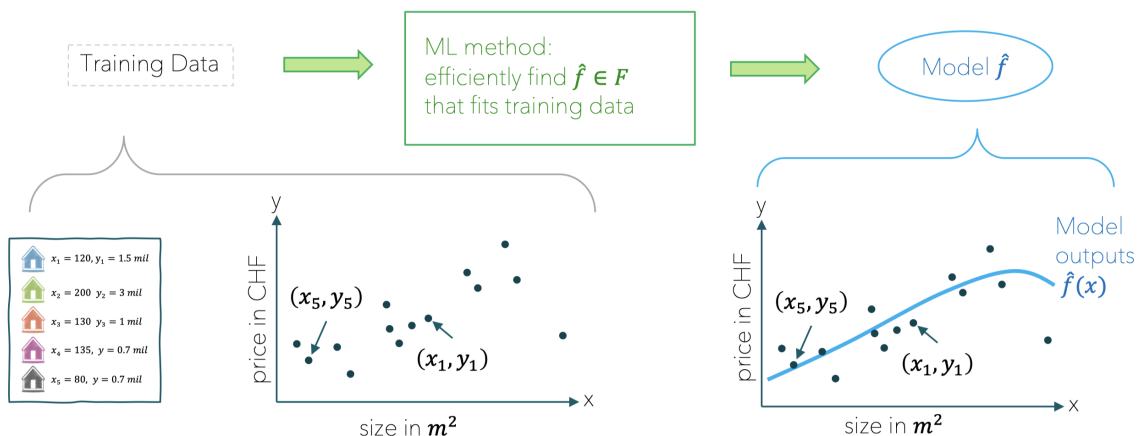 Training Data
ML method:
efficiently find f̂ ∈ F
that fits training data
Model f̂
x₁ = 120, y₁ = 1.5 mil
x₂ = 200 y₂ = 3 mil
x₃ = 130 y₃ = 1 mil
x₄ = 135, y = 0.7 mil
x₅ = 80, y = 0.7 mil
y
price in CHF
(x₅, y₅)
(x₁, y₁)
x
size in m²
y
price in CHF
(x₅, y₅)
(x₁, y₁)
x
size in m²
Model
outputs
f̂(x)